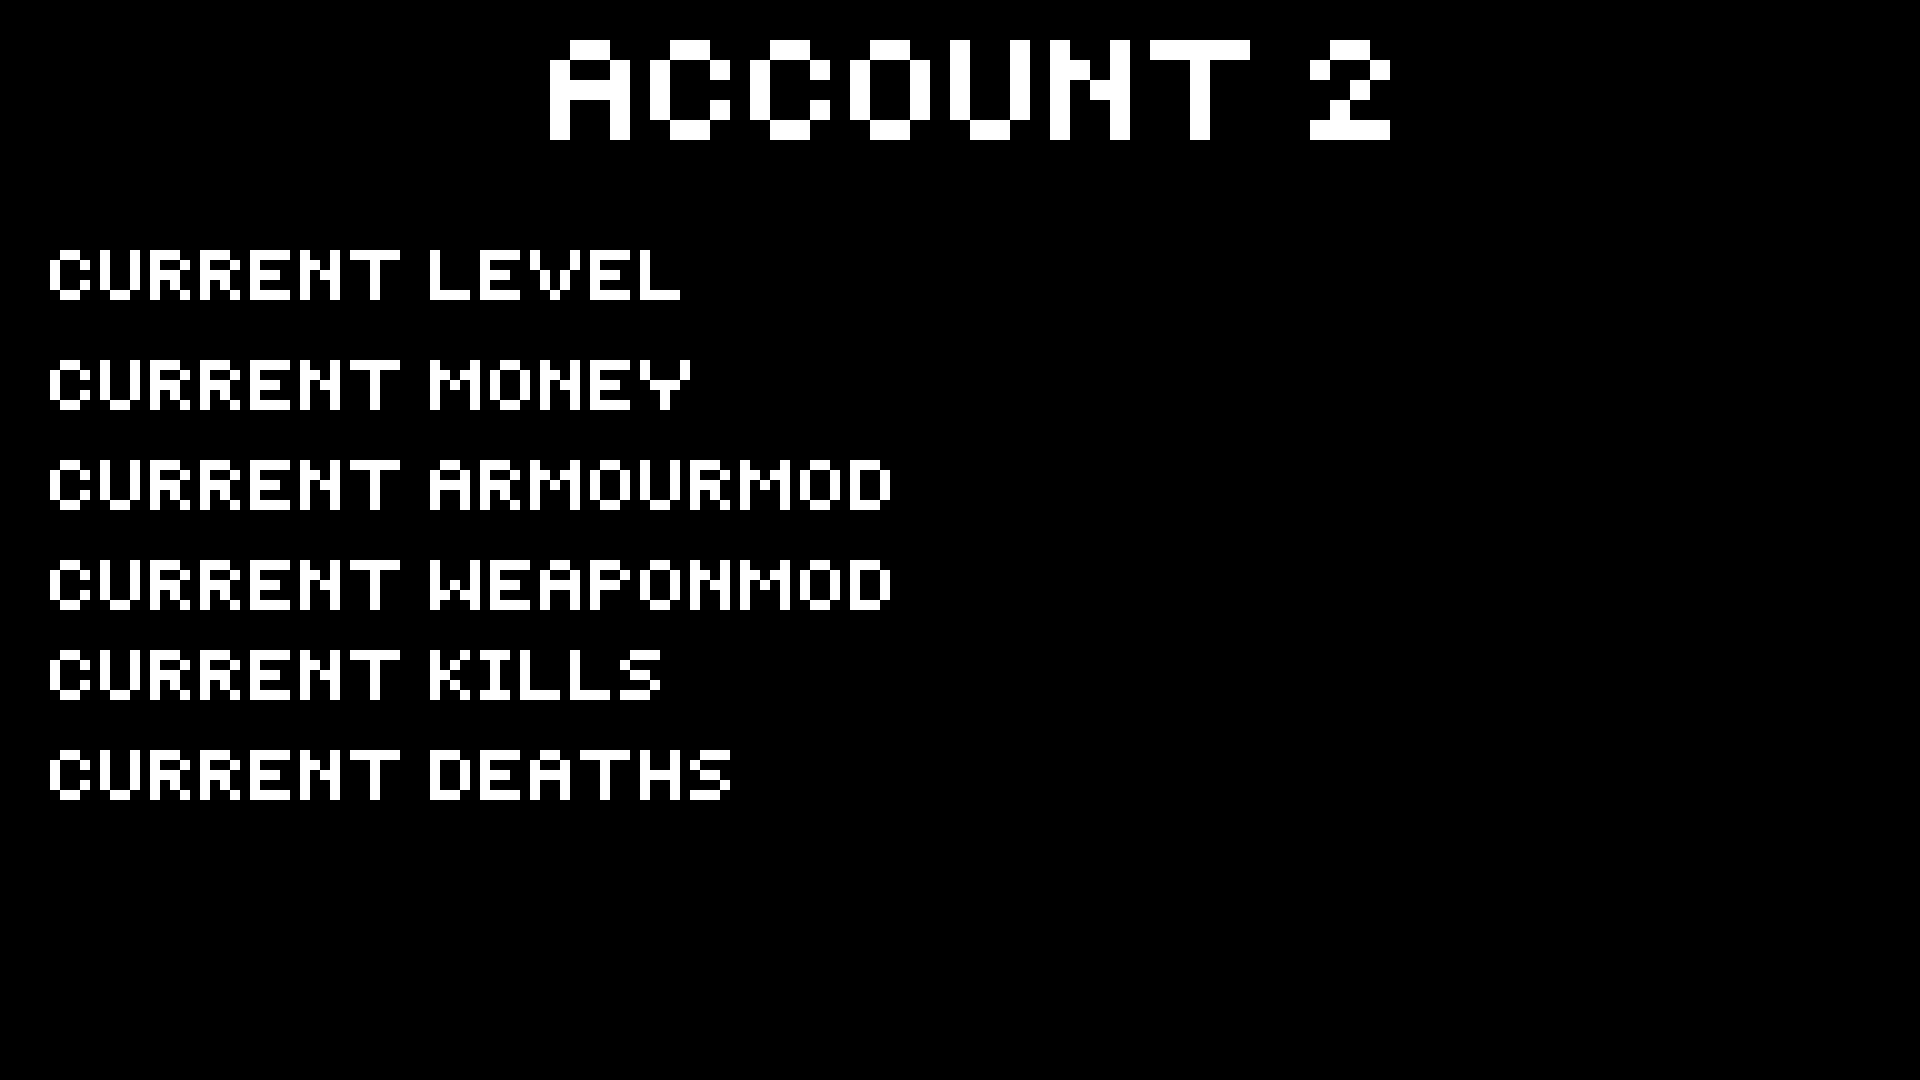 ACCOUNT 2
CURRENT LEVEL
CURRENT MONEY
CURRENT ARMOURMOD
CURRENT WEAPONMOD
CURRENT KILLS
CURRENT DEATHS